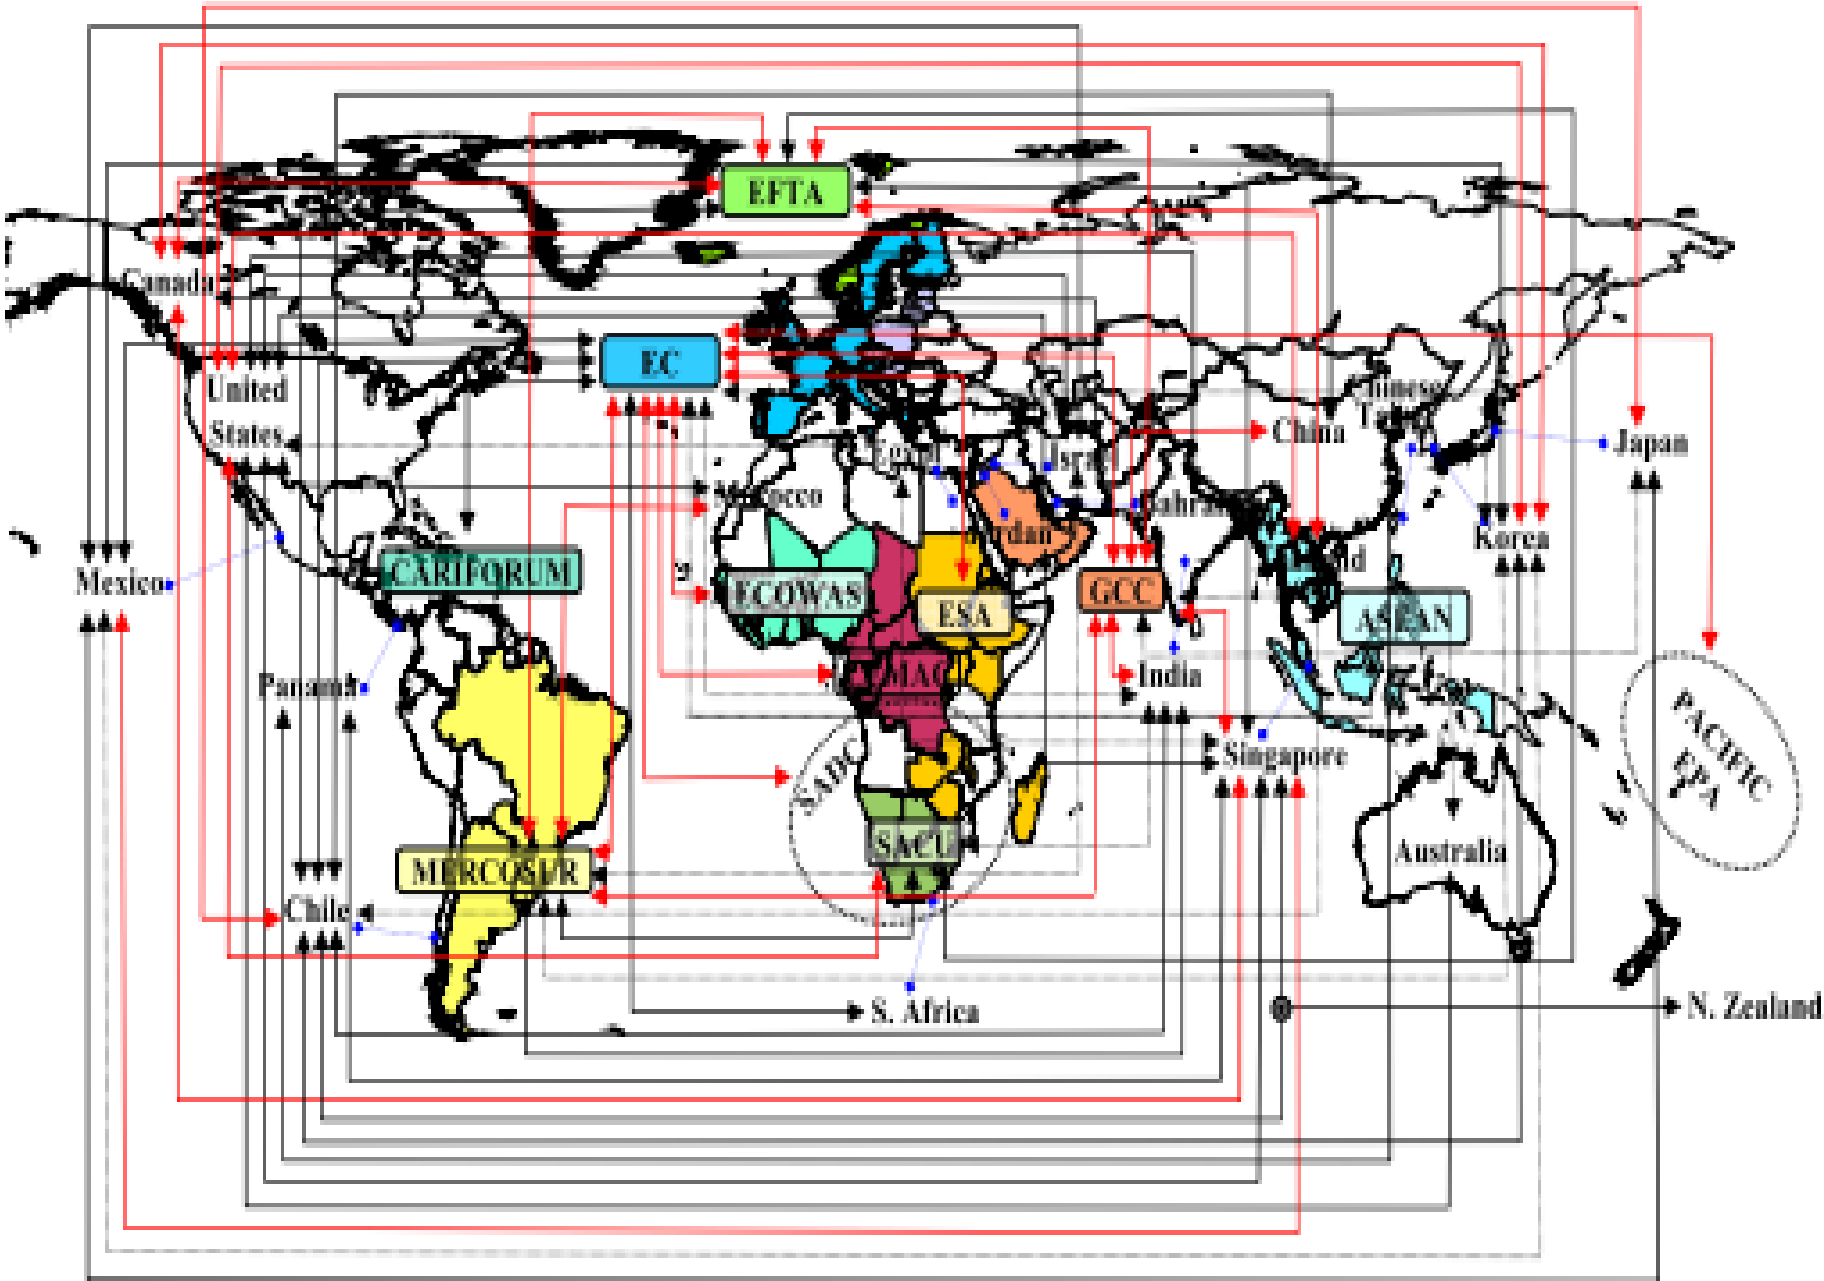 EFTA
Canada
EC
United
States
China
Japan
Korea
CARIFORUM
Mexico
ECOWAS
ESA
GCC
ASEAN
Panama
India
SADC
Singapore
PACIFIC
EPA
SACU
Australia
MERCOSUR
Chile
S. Africa
N. Zealand